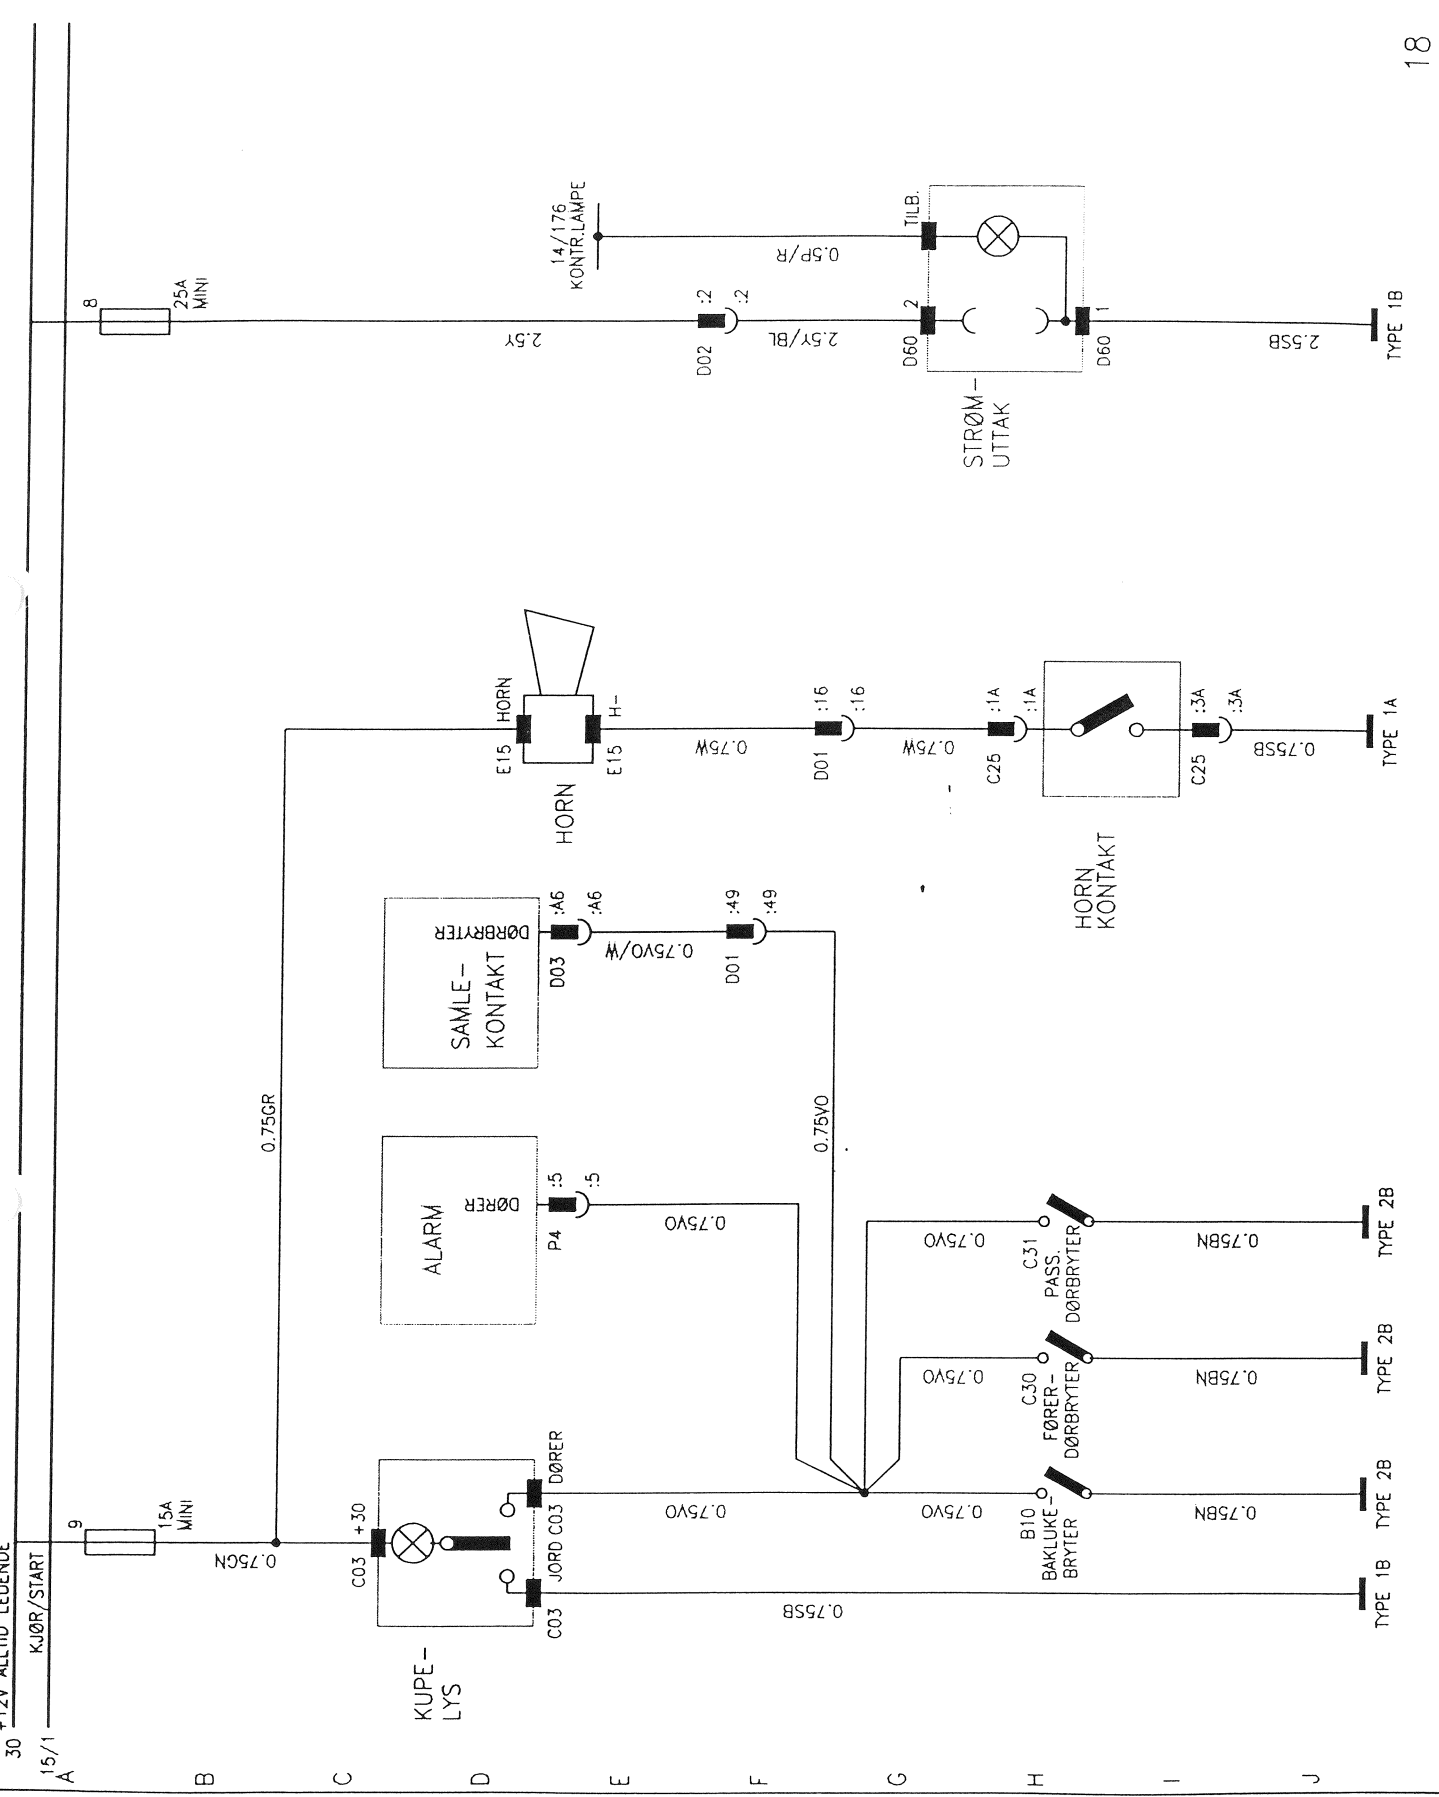 30 +12V ALLTID LEDENDE
15/1 KJØR/START
A
B
C
D
E
F
G
H
I
J
9
15A
MINI
0.75GN
0.75GR
C03 +30
KUPE-
LYS
C03 JORD
C03 DØRER
0.75SB
0.75VO
TYPE 1B
ALARM
DØRER
P4 :5
:5
0.75VO
SAMLE-
KONTAKT
DØRBRYTER
D03 :A6
:A6
0.75VO/W
D01 :49
:49
0.75VO
0.75VO
B10
BAKLUKE-
BRYTER
0.75BN
TYPE 2B
0.75VO
C30
FØRER-
DØRBRYTER
0.75BN
TYPE 2B
0.75VO
C31
PASS.
DØRBRYTER
0.75BN
TYPE 2B
E15 HORN
HORN
E15 H-
0.75W
D01 :16
:16
0.75W
C25 :1A
:1A
HORN
KONTAKT
C25 :3A
:3A
0.75SB
TYPE 1A
8
25A
MINI
2.5Y
D02 :2
:2
2.5Y/BL
14/176
KONTR.LAMPE
0.5P/R
D60 2
TILB.
STRØM-
UTTAK
D60 1
2.5SB
TYPE 1B
18